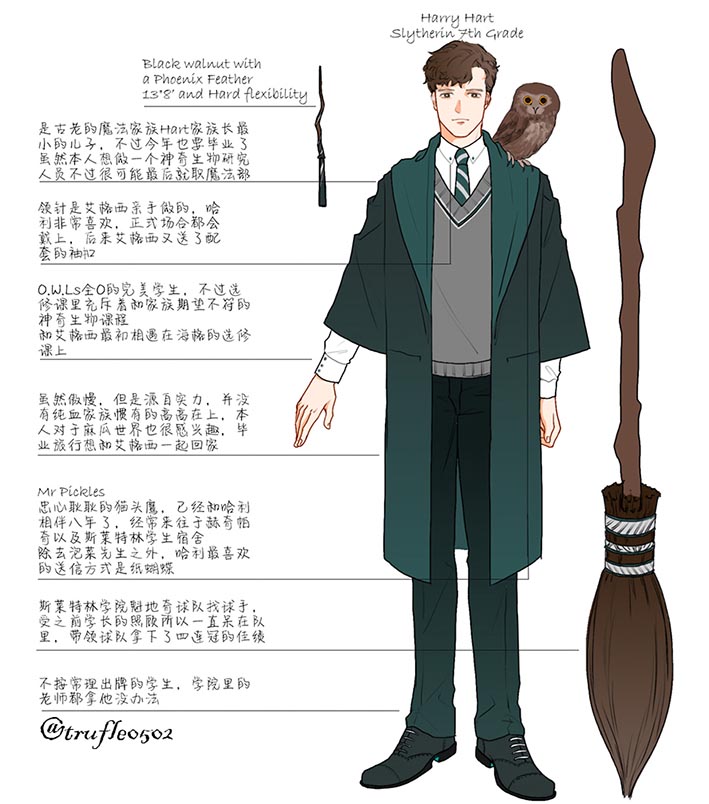 Harry Hart
Slytherin 7th Grade
Black walnut with
a Phoenix Feather
13"8' and Hard flexibility
是古老的魔法家族Hart家族长最
小的儿子，不过今年也要毕业了
虽然本人想做一个神奇生物研究
人员不过很可能最后就职魔法部
领针是艾格西亲手做的，哈
利非常喜欢，正式场合都会
戴上，后来艾格西又送了配
套的袖扣
O.W.Ls全O的完美学生，不过选
修课里充斥着和家族期望不符的
神奇生物课程
和艾格西最初相遇在海格的选修
课上
虽然傲慢，但是源自实力，并没
有纯血家族惯有的高高在上，本
人对于麻瓜世界也很感兴趣，毕
业旅行想和艾格西一起回家
Mr Pickles
忠心耿耿的猫头鹰，已经和哈利
相伴八年了，经常来往于赫奇帕
奇以及斯莱特林学生宿舍
除去泡菜先生之外，哈利最喜欢
的送信方式是纸蝴蝶
斯莱特林学院魁地奇球队找球手，
受之前学长的照顾所以一直呆在队
里，带领球队拿下了四连冠的佳绩
不按常理出牌的学生，学院里的
老师都拿他没办法
@trufle0502